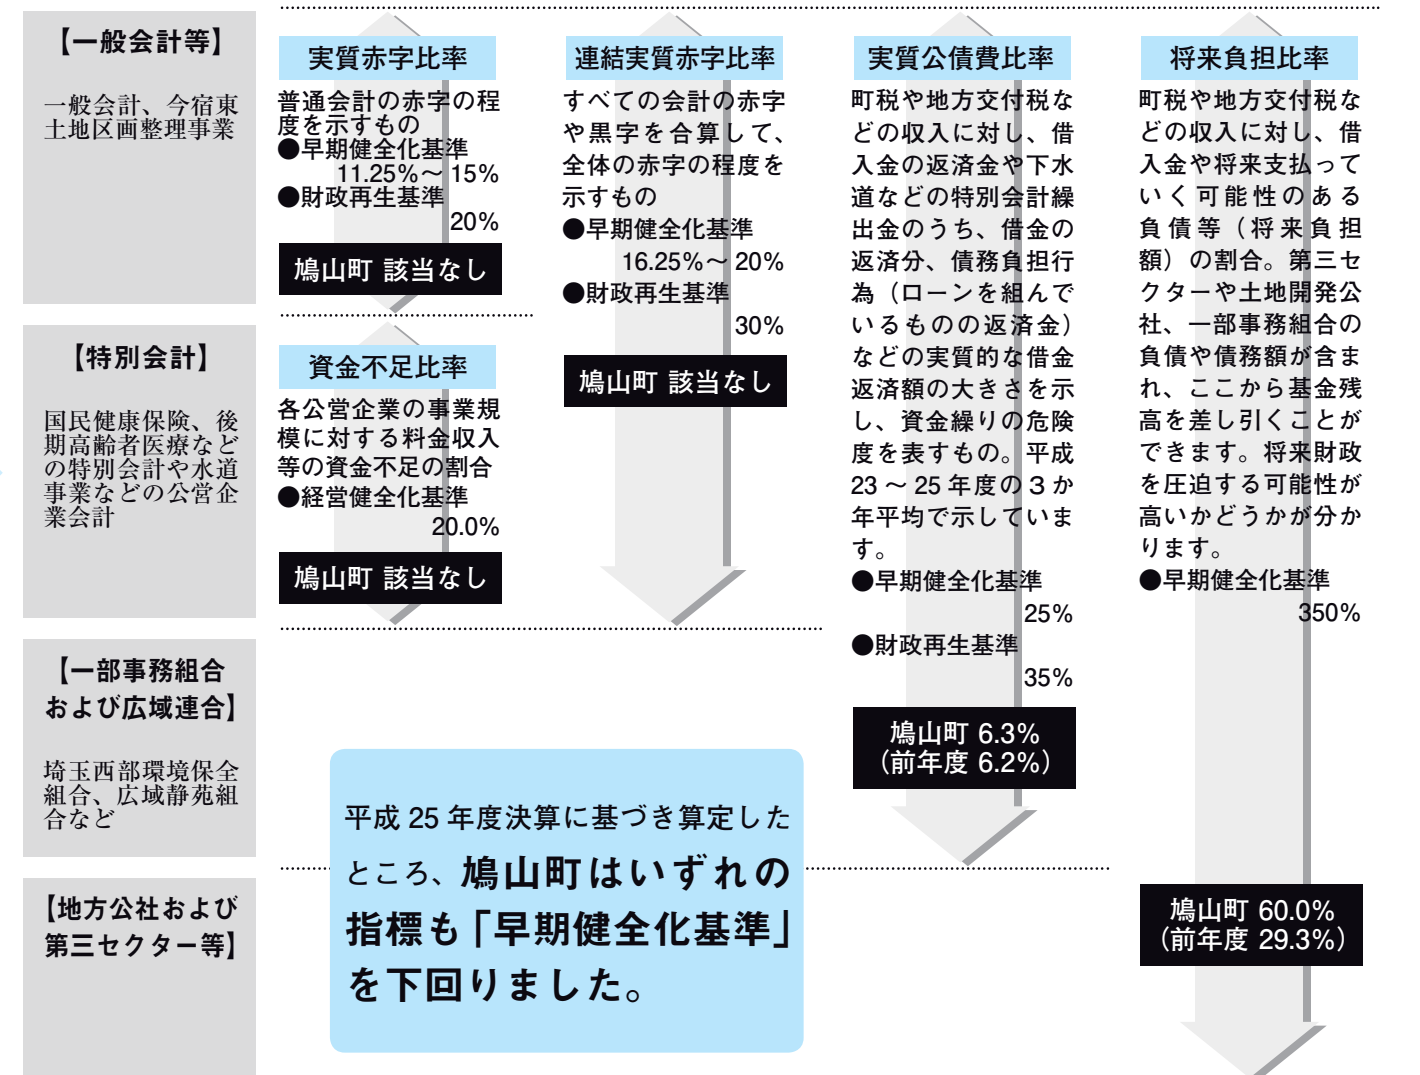 【一般会計等】
一般会計、今宿東
土地区画整理事業
【特別会計】
国民健康保険、後
期高齢者医療など
の特別会計や水道
事業などの公営企
業会計
【一部事務組合
および広域連合】
埼玉西部環境保全
組合、広域静苑組
合など
【地方公社および
第三セクター等】
実質赤字比率
普通会計の赤字の程
度を示すもの
●早期健全化基準
11.25%～15%
●財政再生基準
20%
鳩山町 該当なし
資金不足比率
各公営企業の事業規
模に対する料金収入
等の資金不足の割合
●経営健全化基準
20.0%
鳩山町 該当なし
連結実質赤字比率
すべての会計の赤字
や黒字を合算して、
全体の赤字の程度を
示すもの
●早期健全化基準
16.25%～20%
●財政再生基準
30%
鳩山町 該当なし
実質公債費比率
町税や地方交付税な
どの収入に対し、借
入金の返済金や下水
道などの特別会計繰
出金のうち、借金の
返済分、債務負担行
為（ローンを組んで
いるものの返済金）
などの実質的な借金
返済額の大きさを示
し、資金繰りの危険
度を表すもの。平成
23～25年度の３か
年平均で示していま
す。
●早期健全化基準
25%
●財政再生基準
35%
鳩山町 6.3%
（前年度 6.2%）
将来負担比率
町税や地方交付税な
どの収入に対し、借
入金や将来支払って
いく可能性のある
負債等（将来負担
額）の割合。第三セ
クターや土地開発公
社、一部事務組合の
負債や債務額が含ま
れ、ここから基金残
高を差し引くことが
できます。将来財政
を圧迫する可能性が
高いかどうかが分か
ります。
●早期健全化基準
350%
鳩山町 60.0%
（前年度 29.3%）
平成 25 年度決算に基づき算定した
ところ、鳩山町はいずれの
指標も「早期健全化基準」
を下回りました。